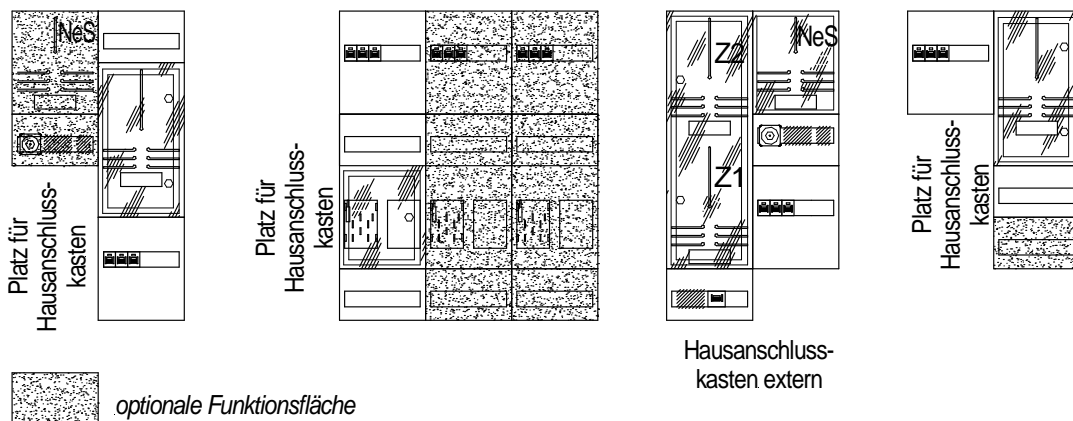 NeS
Platz für
Hausanschluss-
kasten
Platz für
Hausanschluss-
kasten
Z2
NeS
Z1
Hausanschluss-
kasten extern
Platz für
Hausanschluss-
kasten
optionale Funktionsfläche